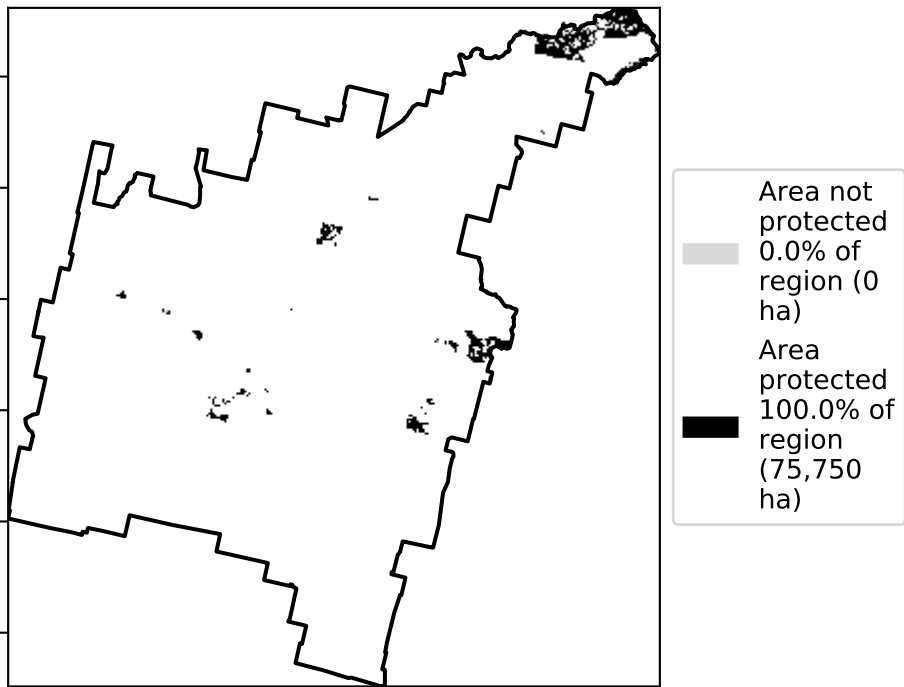 Area not
protected
0.0% of
region (0
ha)
Area
protected
100.0% of
region
(75,750
ha)